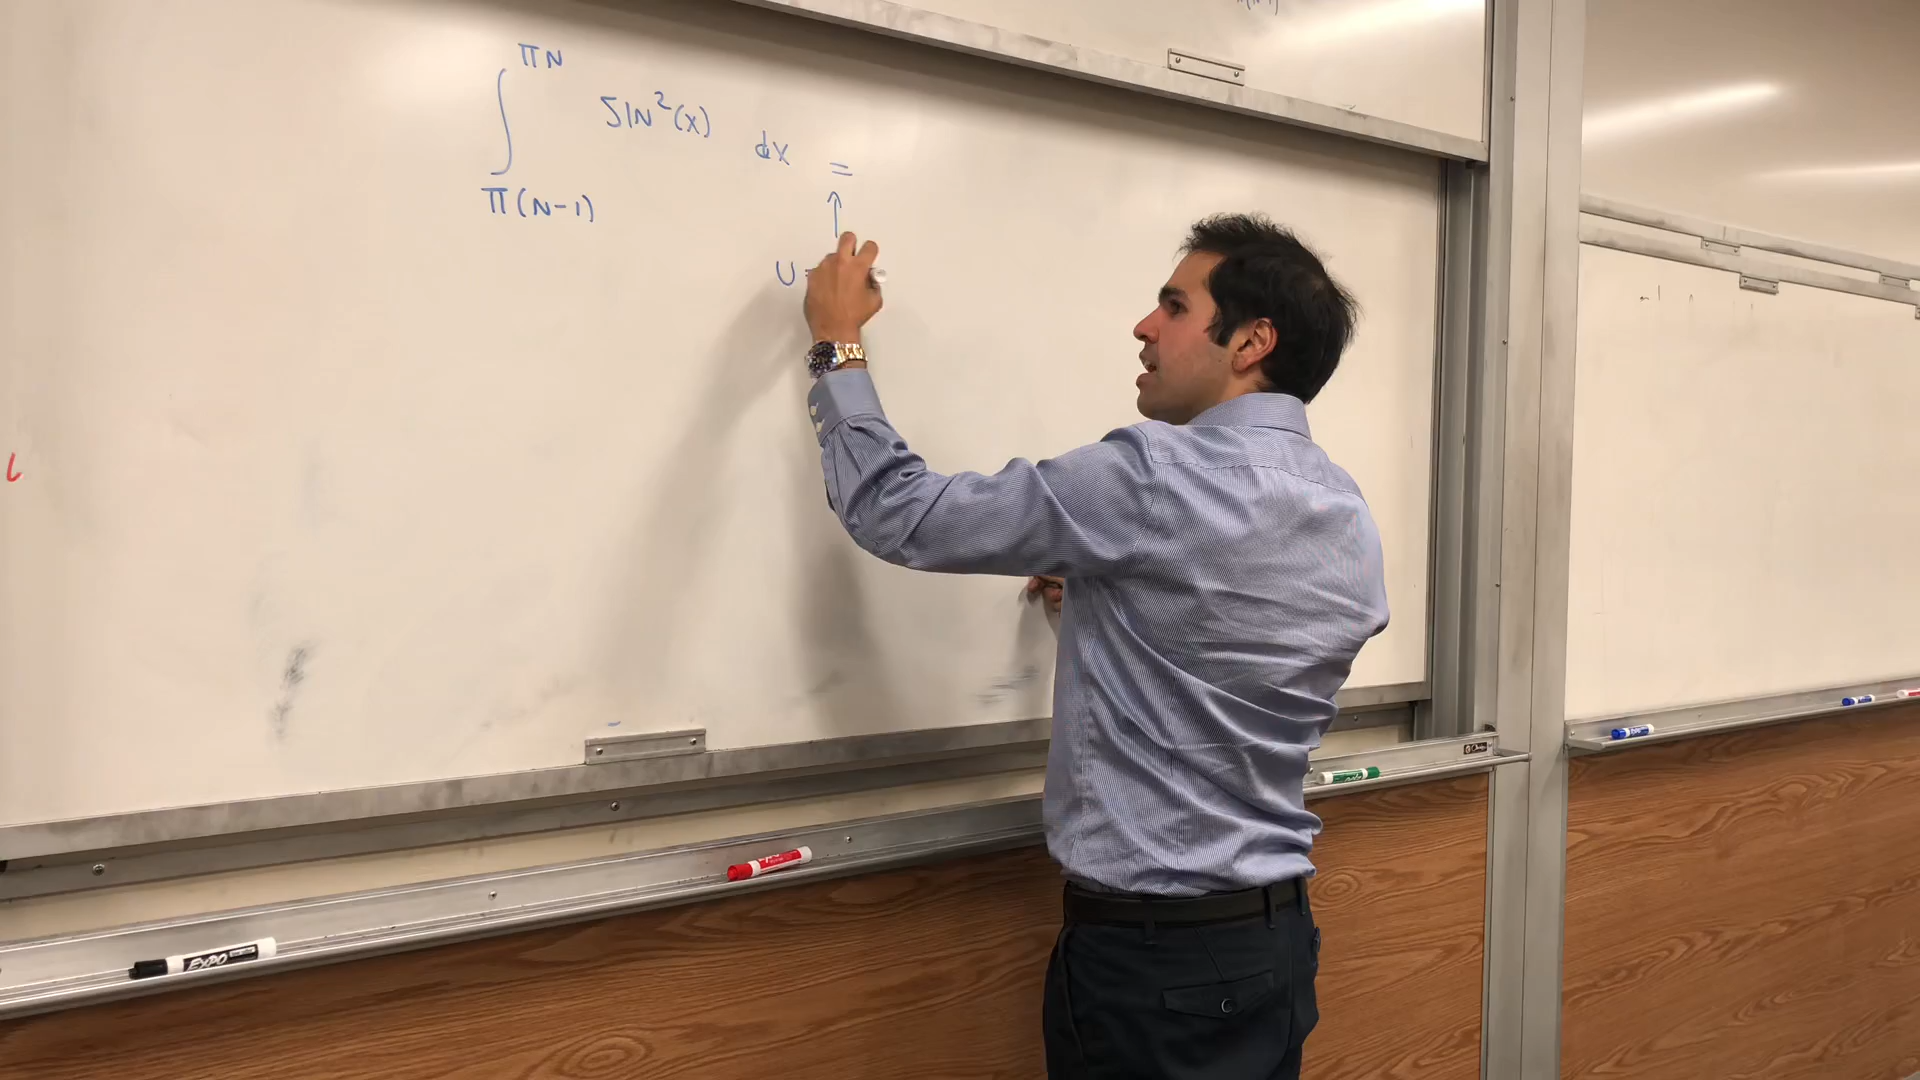 ∫ πN SIN²(X) dX =
π(N-1)
U =
EXPO